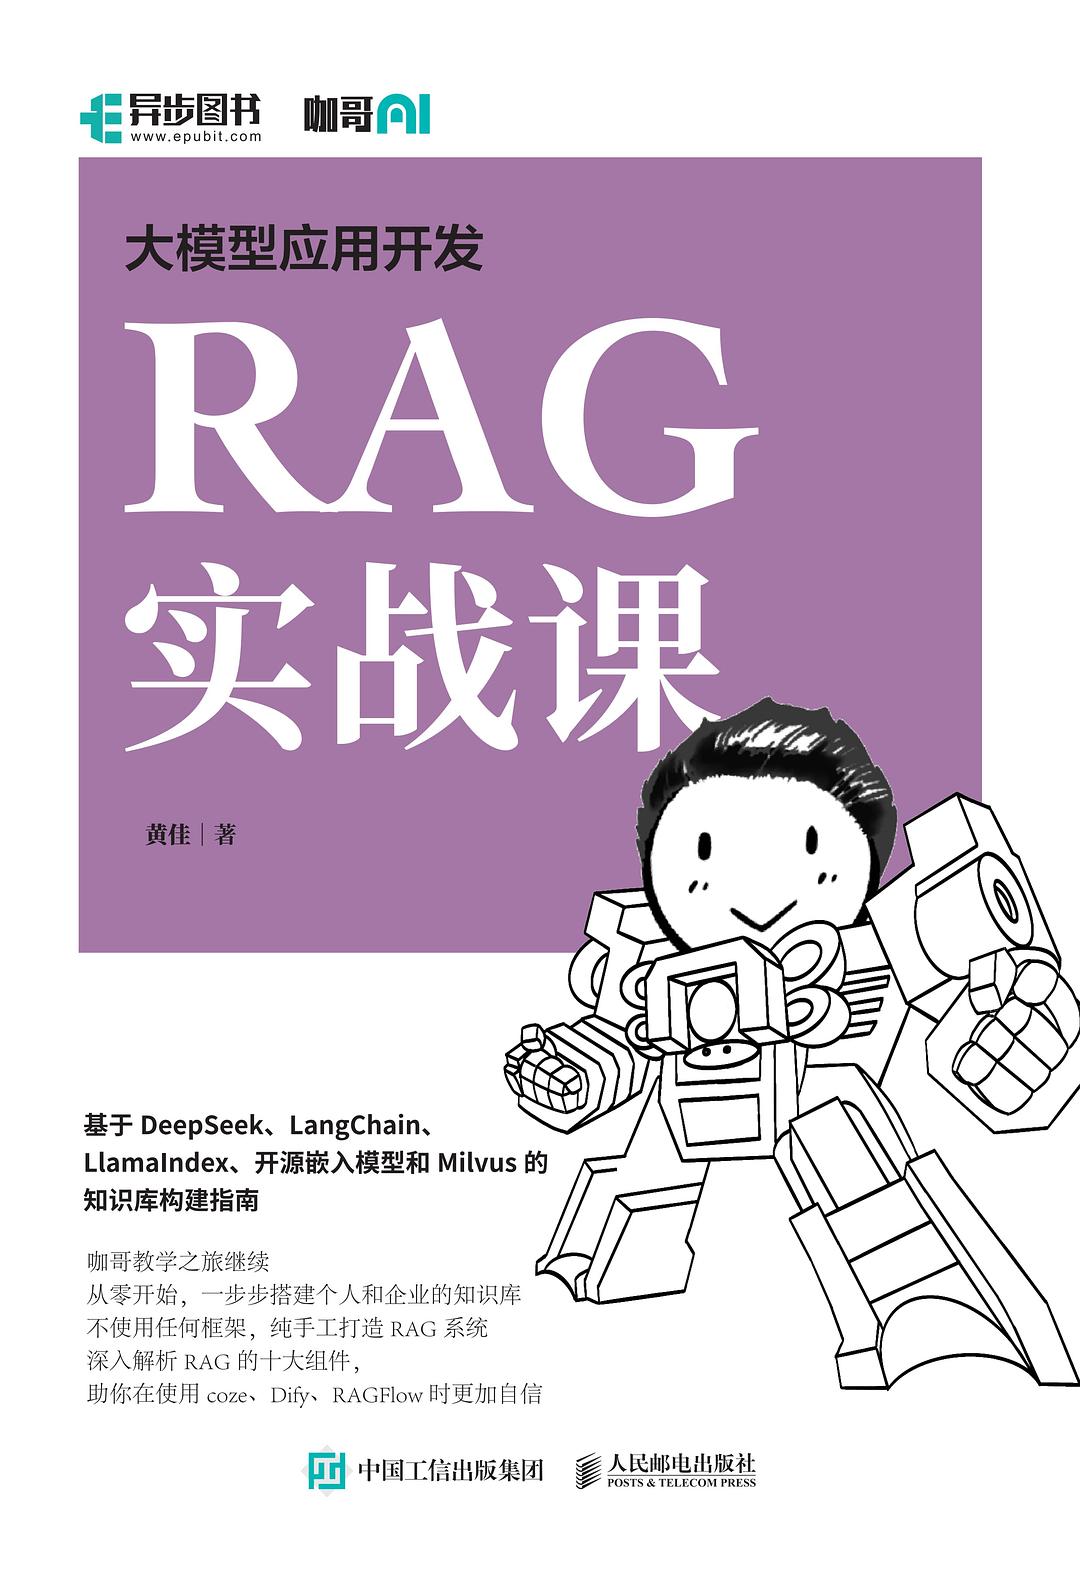 异步图书
www.epubit.com
咖哥AI
大模型应用开发
RAG
实战课
黄佳｜著
基于 DeepSeek、LangChain、
LlamaIndex、开源嵌入模型和 Milvus 的
知识库构建指南
咖哥教学之旅继续
从零开始，一步步搭建个人和企业的知识库
不使用任何框架，纯手工打造 RAG 系统
深入解析 RAG 的十大组件，
助你在使用 coze、Dify、RAGFlow 时更加自信
中国工信出版集团
人民邮电出版社
POSTS & TELECOM PRESS